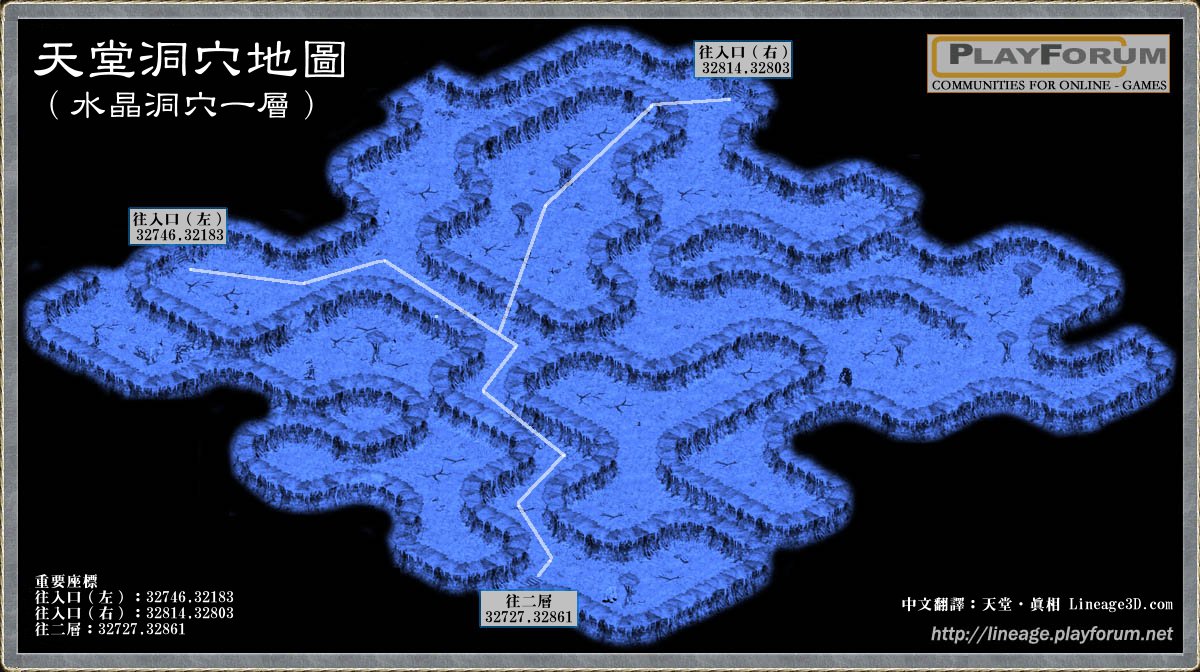 天堂洞穴地圖
（水晶洞穴一層）
往入口（右）
32814.32803
PLAYFORUM
COMMUNITIES FOR ONLINE - GAMES
往入口（左）
32746.32183
往二層
32727.32861
重要座標
往入口（左）：32746.32183
往入口（右）：32814.32803
往二層：32727.32861
中文翻譯：天堂・真相 Lineage3D.com
http://lineage.playforum.net